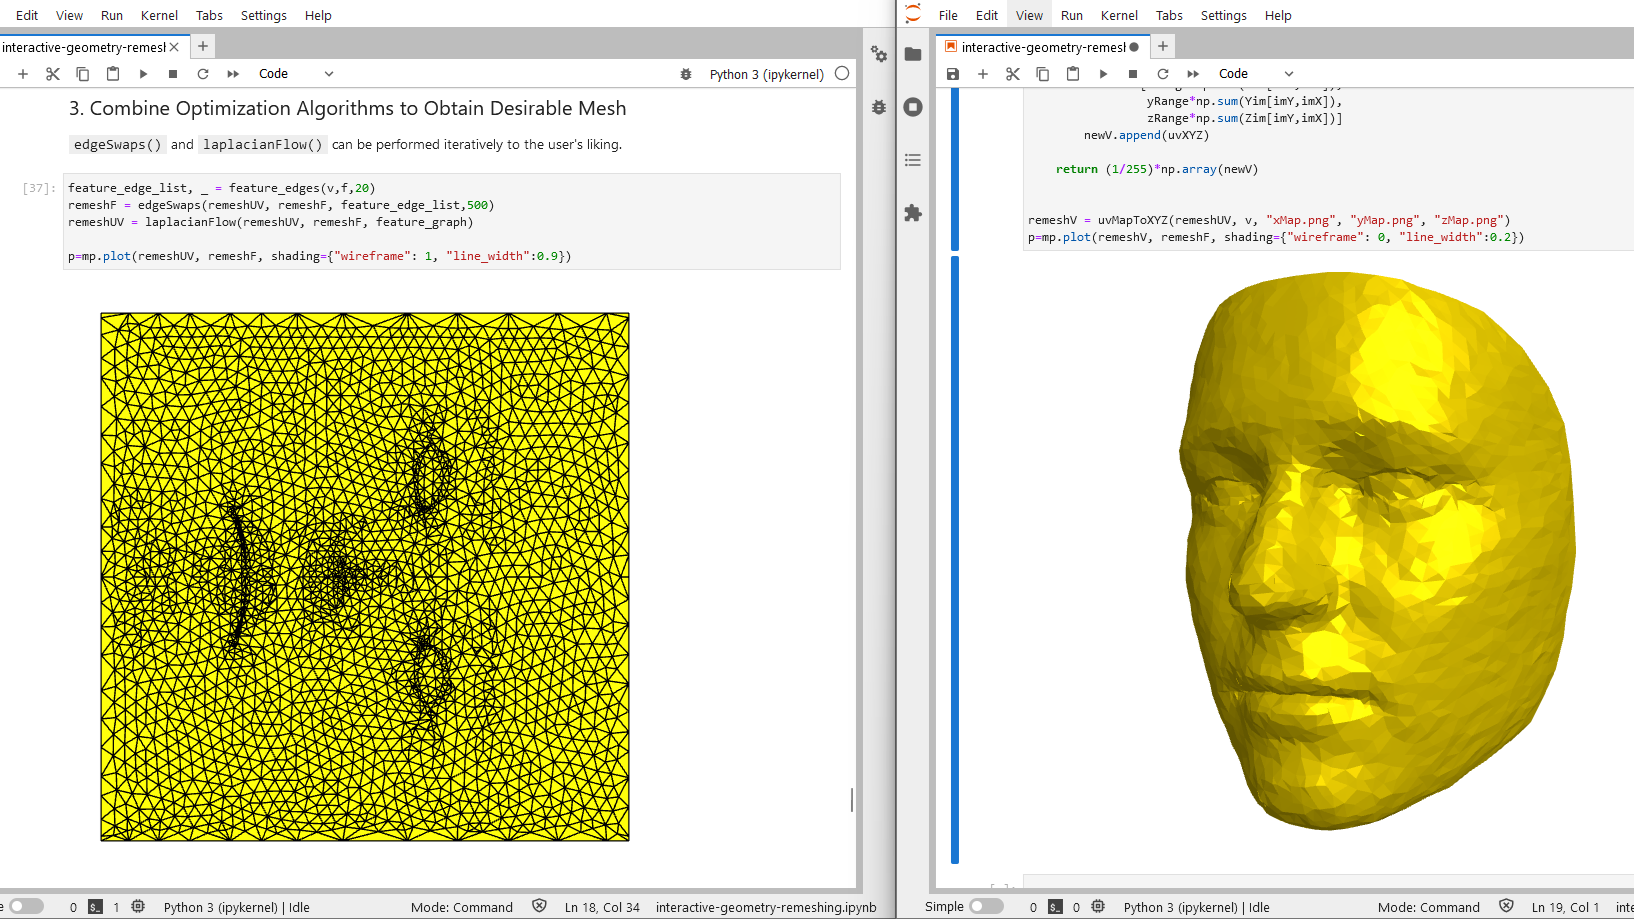 Edit View Run Kernel Tabs Settings Help
interactive-geometry-remesh
Code
Python 3 (ipykernel)
3. Combine Optimization Algorithms to Obtain Desirable Mesh
edgeSwaps() and laplacianFlow() can be performed iteratively to the user's liking.
[37]:
feature_edge_list, _ = feature_edges(v,f,20)
remeshF = edgeSwaps(remeshUV, remeshF, feature_edge_list,500)
remeshUV = laplacianFlow(remeshUV, remeshF, feature_graph)
p=mp.plot(remeshUV, remeshF, shading={"wireframe": 1, "line_width":0.9})
0 1 Python 3 (ipykernel) | Idle Mode: Command Ln 18, Col 34 interactive-geometry-remeshing.ipynb
File Edit View Run Kernel Tabs Settings Help
interactive-geometry-remesh
Code
yRange*np.sum(Yim[imY,imX]),
zRange*np.sum(Zim[imY,imX])]
newV.append(uvXYZ)
return (1/255)*np.array(newV)
remeshV = uvMapToXYZ(remeshUV, v, "xMap.png", "yMap.png", "zMap.png")
p=mp.plot(remeshV, remeshF, shading={"wireframe": 0, "line_width":0.2})
Simple 0 0 Python 3 (ipykernel) | Idle Mode: Command Ln 19, Col 1 inte